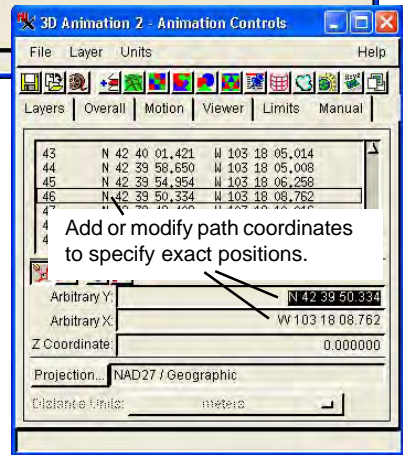 3D Animation 2 - Animation Controls
File Layer Units Help
Layers Overall Motion Viewer Limits Manual
43 N 42 40 01.421 W 103 18 05.014
44 N 42 39 58.650 W 103 18 05.008
45 N 42 39 54.954 W 103 18 06.258
46 N 42 39 50.334 W 103 18 08.762
Add or modify path coordinates
to specify exact positions.
Arbitrary Y: N 42 39 50.334
Arbitrary X: W 103 18 08.762
Z Coordinate: 0.000000
Projection... NAD27 / Geographic
Distance Units: meters